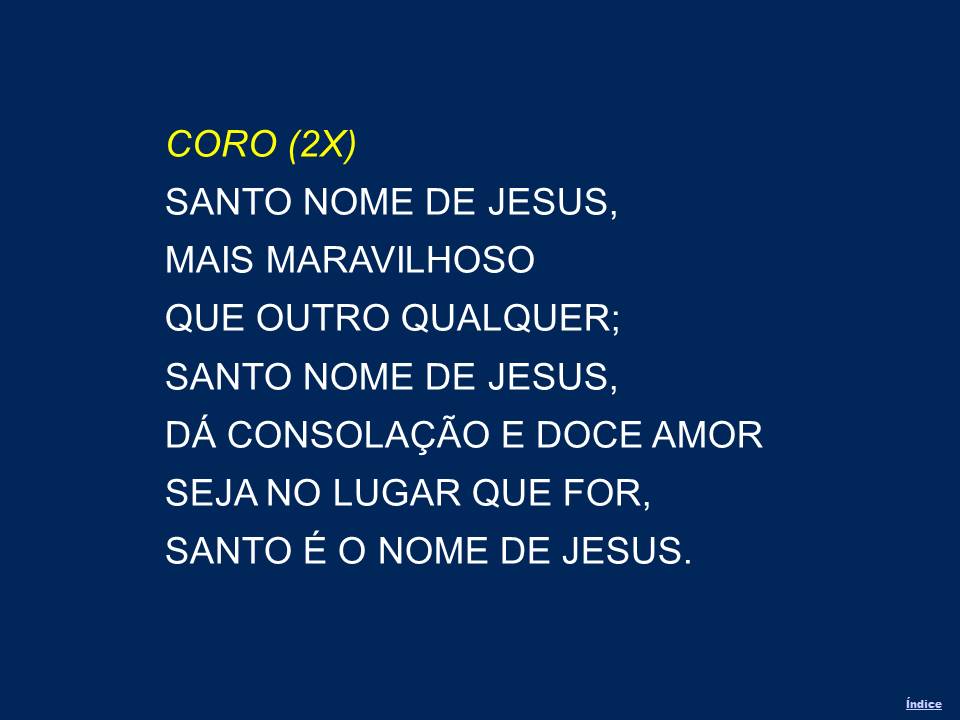 CORO (2X)
SANTO NOME DE JESUS,
MAIS MARAVILHOSO
QUE OUTRO QUALQUER;
SANTO NOME DE JESUS,
DÁ CONSOLAÇÃO E DOCE AMOR
SEJA NO LUGAR QUE FOR,
SANTO É O NOME DE JESUS.
Índice